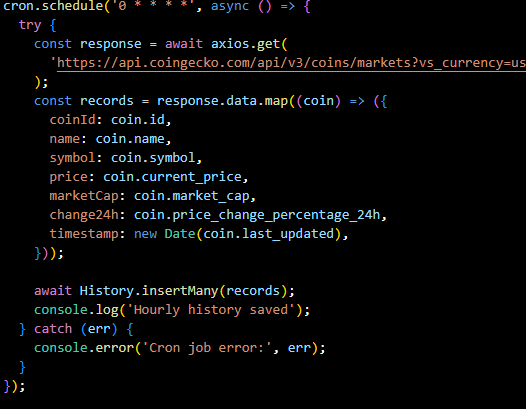 cron.schedule('0 * * * *', async () => {
  try {
    const response = await axios.get(
      'https://api.coingecko.com/api/v3/coins/markets?vs_currency=us
    );
    const records = response.data.map((coin) => ({
      coinId: coin.id,
      name: coin.name,
      symbol: coin.symbol,
      price: coin.current_price,
      marketCap: coin.market_cap,
      change24h: coin.price_change_percentage_24h,
      timestamp: new Date(coin.last_updated),
    }));

    await History.insertMany(records);
    console.log('Hourly history saved');
  } catch (err) {
    console.error('Cron job error:', err);
  }
});